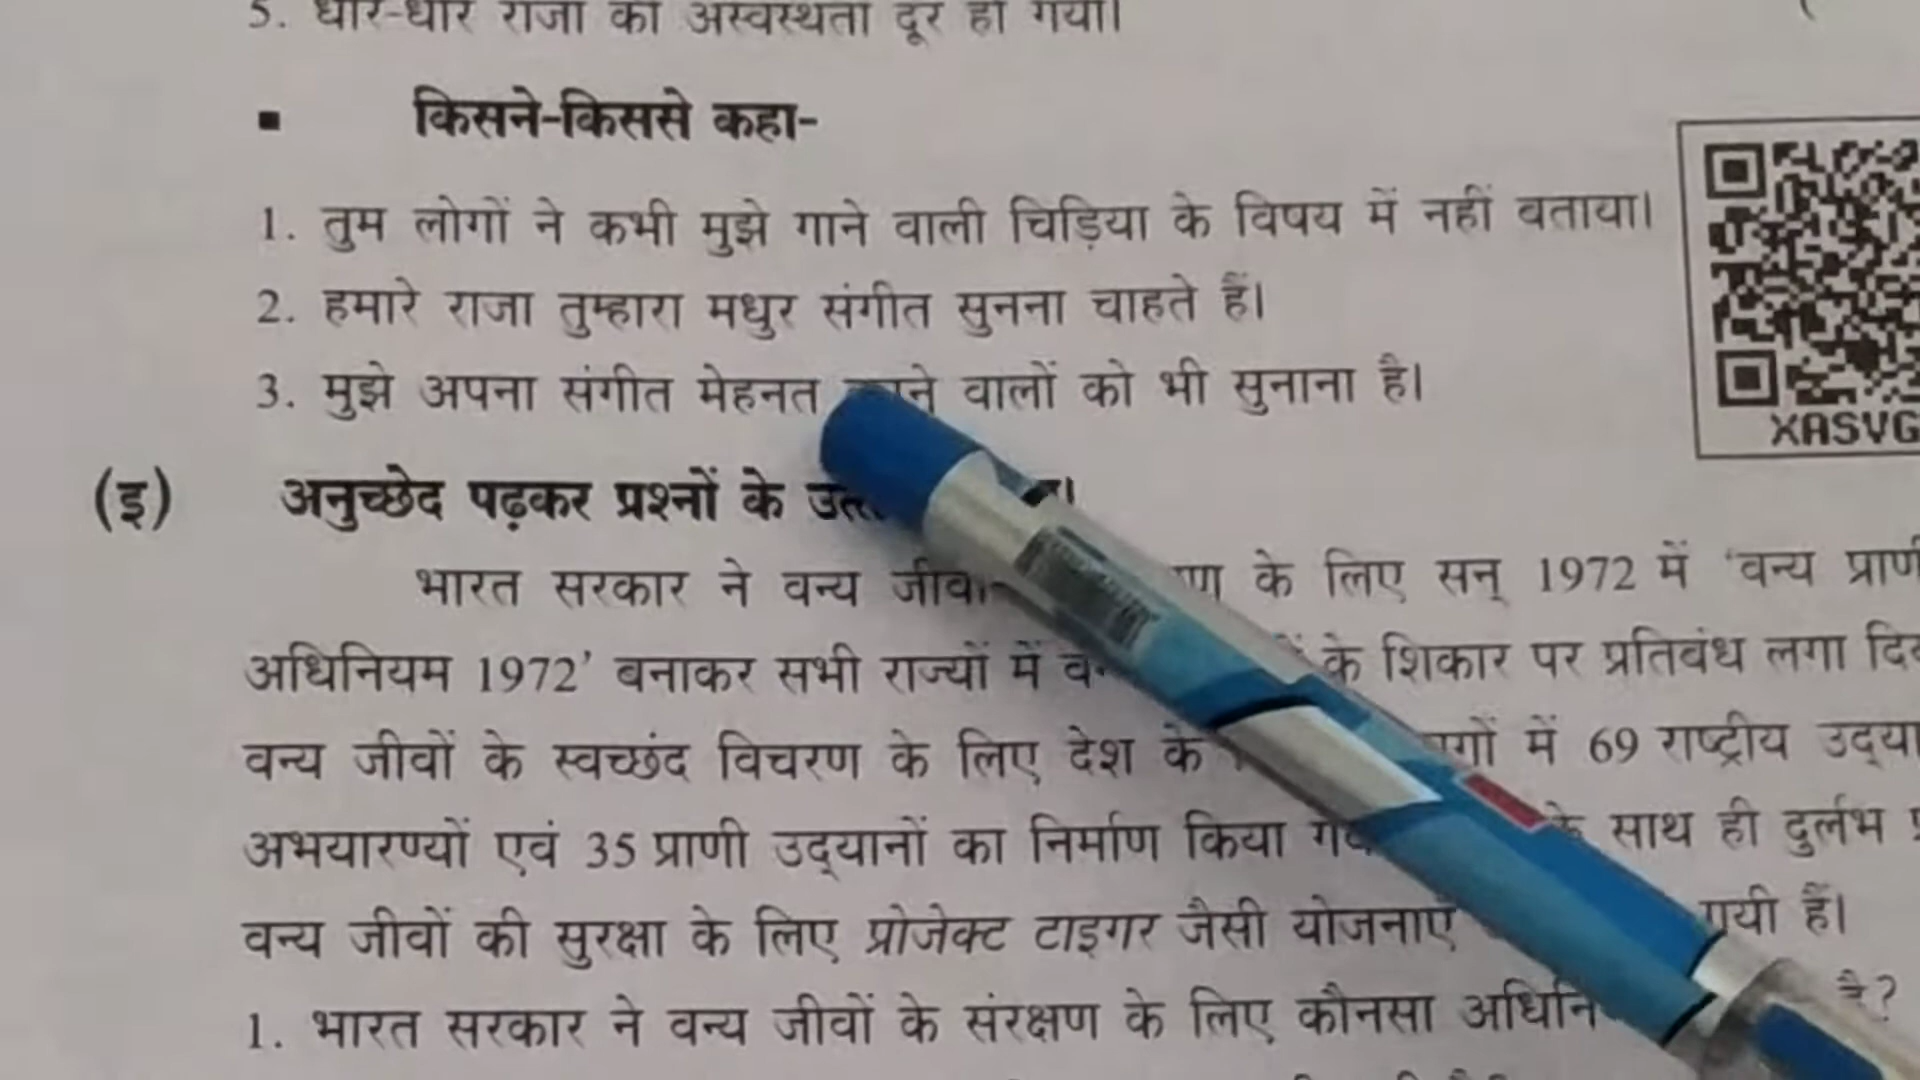 5. धीरे-धीरे राजा की अस्वस्थता दूर हो गयी।
▪ किसने-किससे कहा-
1. तुम लोगों ने कभी मुझे गाने वाली चिड़िया के विषय में नहीं बताया।
2. हमारे राजा तुम्हारा मधुर संगीत सुनना चाहते हैं।
3. मुझे अपना संगीत मेहनत वालों को भी सुनाना है।
XASVG
(इ) अनुच्छेद पढ़कर प्रश्नों के
भारत सरकार ने वन्य के लिए सन् 1972 में 'वन्य
अधिनियम 1972' बनाकर सभी राज्यों में के शिकार पर प्रतिबंध लगा
वन्य जीवों के स्वच्छंद विचरण के लिए देश के में 69 राष्ट्रीय
अभयारण्यों एवं 35 प्राणी उद्यानों का निर्माण किया के साथ ही दुर्लभ
वन्य जीवों की सुरक्षा के लिए प्रोजेक्ट टाइगर जैसी योजनाएँ गयी हैं।
1. भारत सरकार ने वन्य जीवों के संरक्षण के लिए कौनसा है?